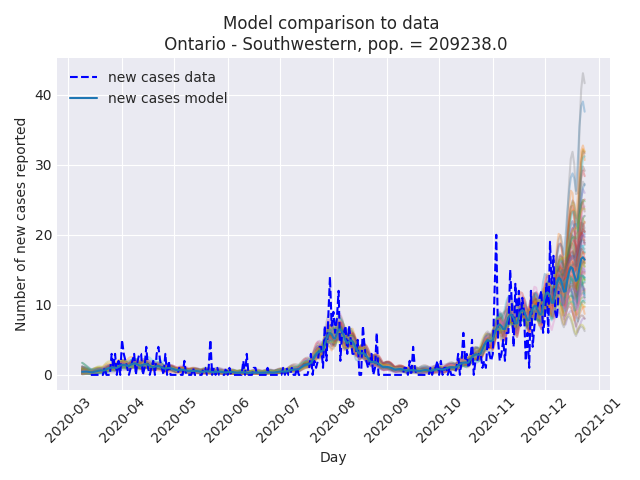 Model comparison to data
Ontario - Southwestern, pop. = 209238.0
new cases data
new cases model
Number of new cases reported
40
30
20
10
0
2020-03
2020-04
2020-05
2020-06
2020-07
2020-08
2020-09
2020-10
2020-11
2020-12
2021-01
Day